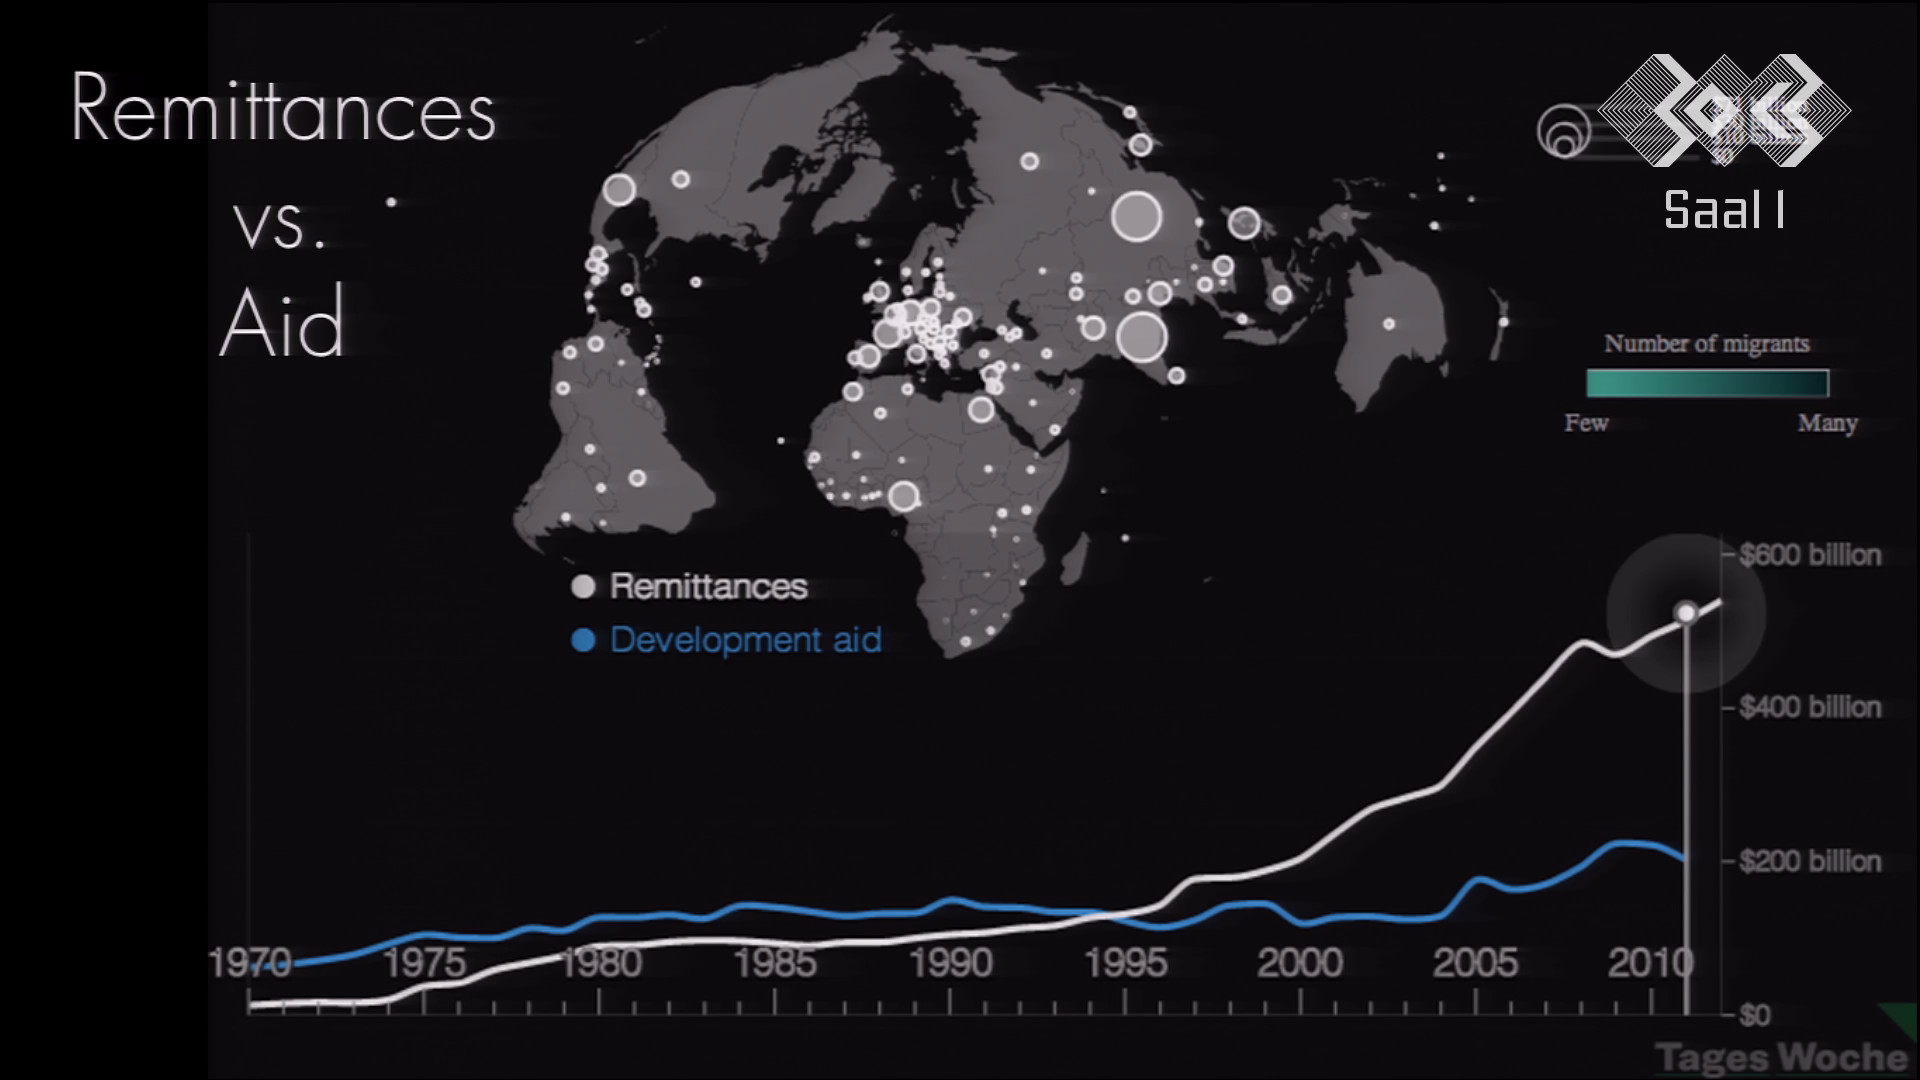 Remittances
vs.
Aid
Saal 1
Number of migrants
Few Many
Remittances
Development aid
$600 billion
$400 billion
$200 billion
1970 1975 1980 1985 1990 1995 2000 2005 2010
$0
Tages Woche